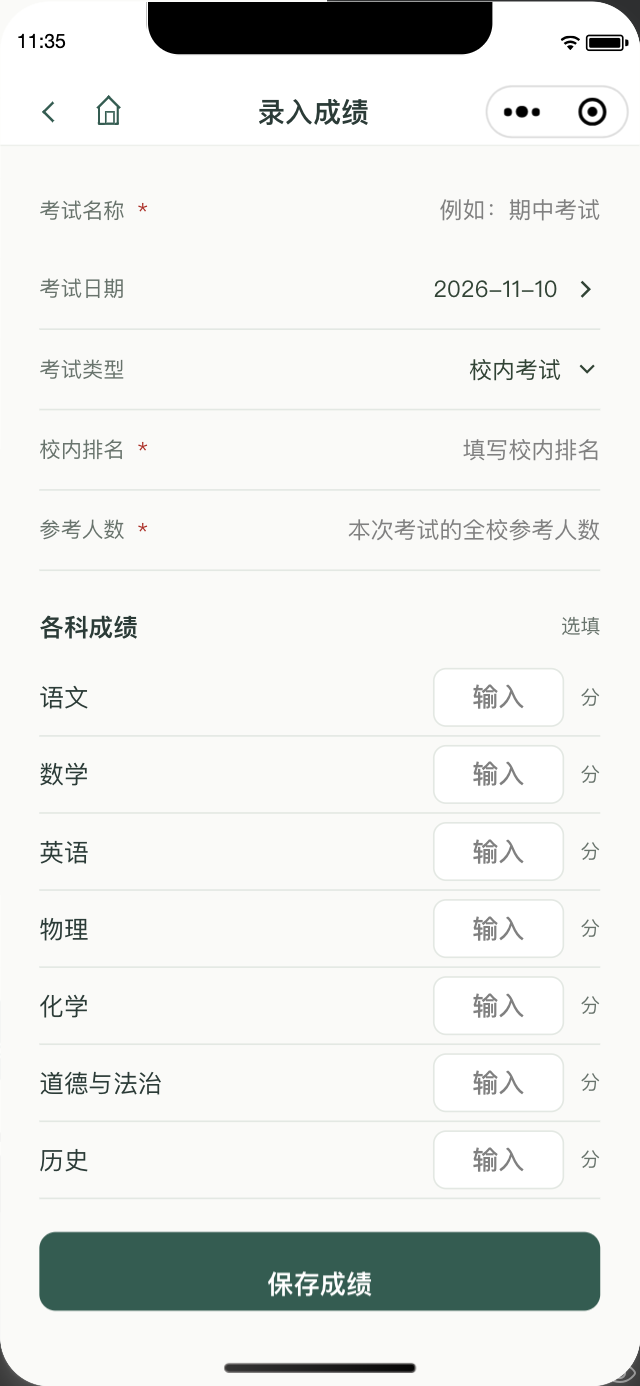 11:35
录入成绩
考试名称 * 例如：期中考试
考试日期 2026-11-10
考试类型 校内考试
校内排名 * 填写校内排名
参考人数 * 本次考试的全校参考人数
各科成绩 选填
语文 输入 分
数学 输入 分
英语 输入 分
物理 输入 分
化学 输入 分
道德与法治 输入 分
历史 输入 分
保存成绩